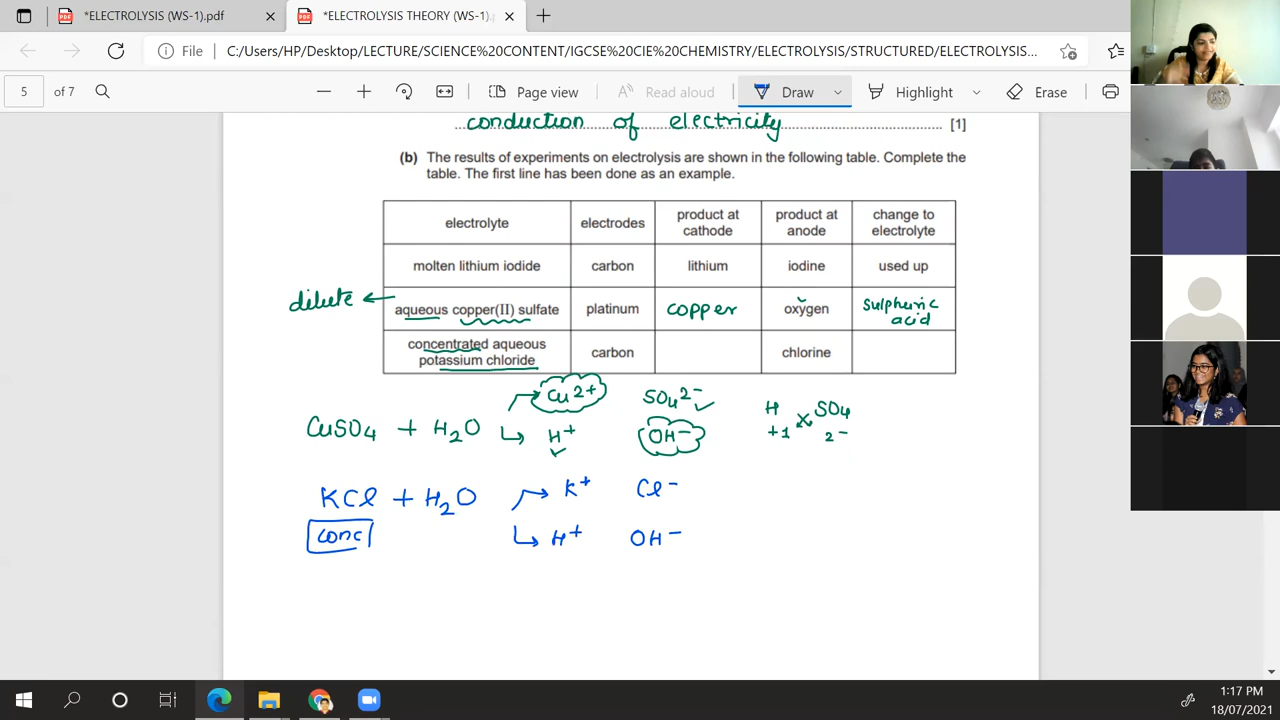 *ELECTROLYSIS (WS-1).pdf
*ELECTROLYSIS THEORY (WS-1).
File
C:/Users/HP/Desktop/LECTURE/SCIENCE%20CONTENT/IGCSE%20CIE%20CHEMISTRY/ELECTROLYSIS/STRUCTURED/ELECTROLYSIS...
5 of 7
Page view
Read aloud
Draw
Highlight
Erase
conduction of electricity [1]
(b) The results of experiments on electrolysis are shown in the following table. Complete the
table. The first line has been done as an example.
electrolyte electrodes product at cathode product at anode change to electrolyte
molten lithium iodide carbon lithium iodine used up
dilute ← aqueous copper(II) sulfate platinum copper oxygen sulphuric acid
concentrated aqueous potassium chloride carbon chlorine
CuSO4 + H2O Cu2+ SO4 2- H SO4
H+ OH- +1 2-
KCl + H2O K+ Cl-
conc H+ OH-
1:17 PM
18/07/2021